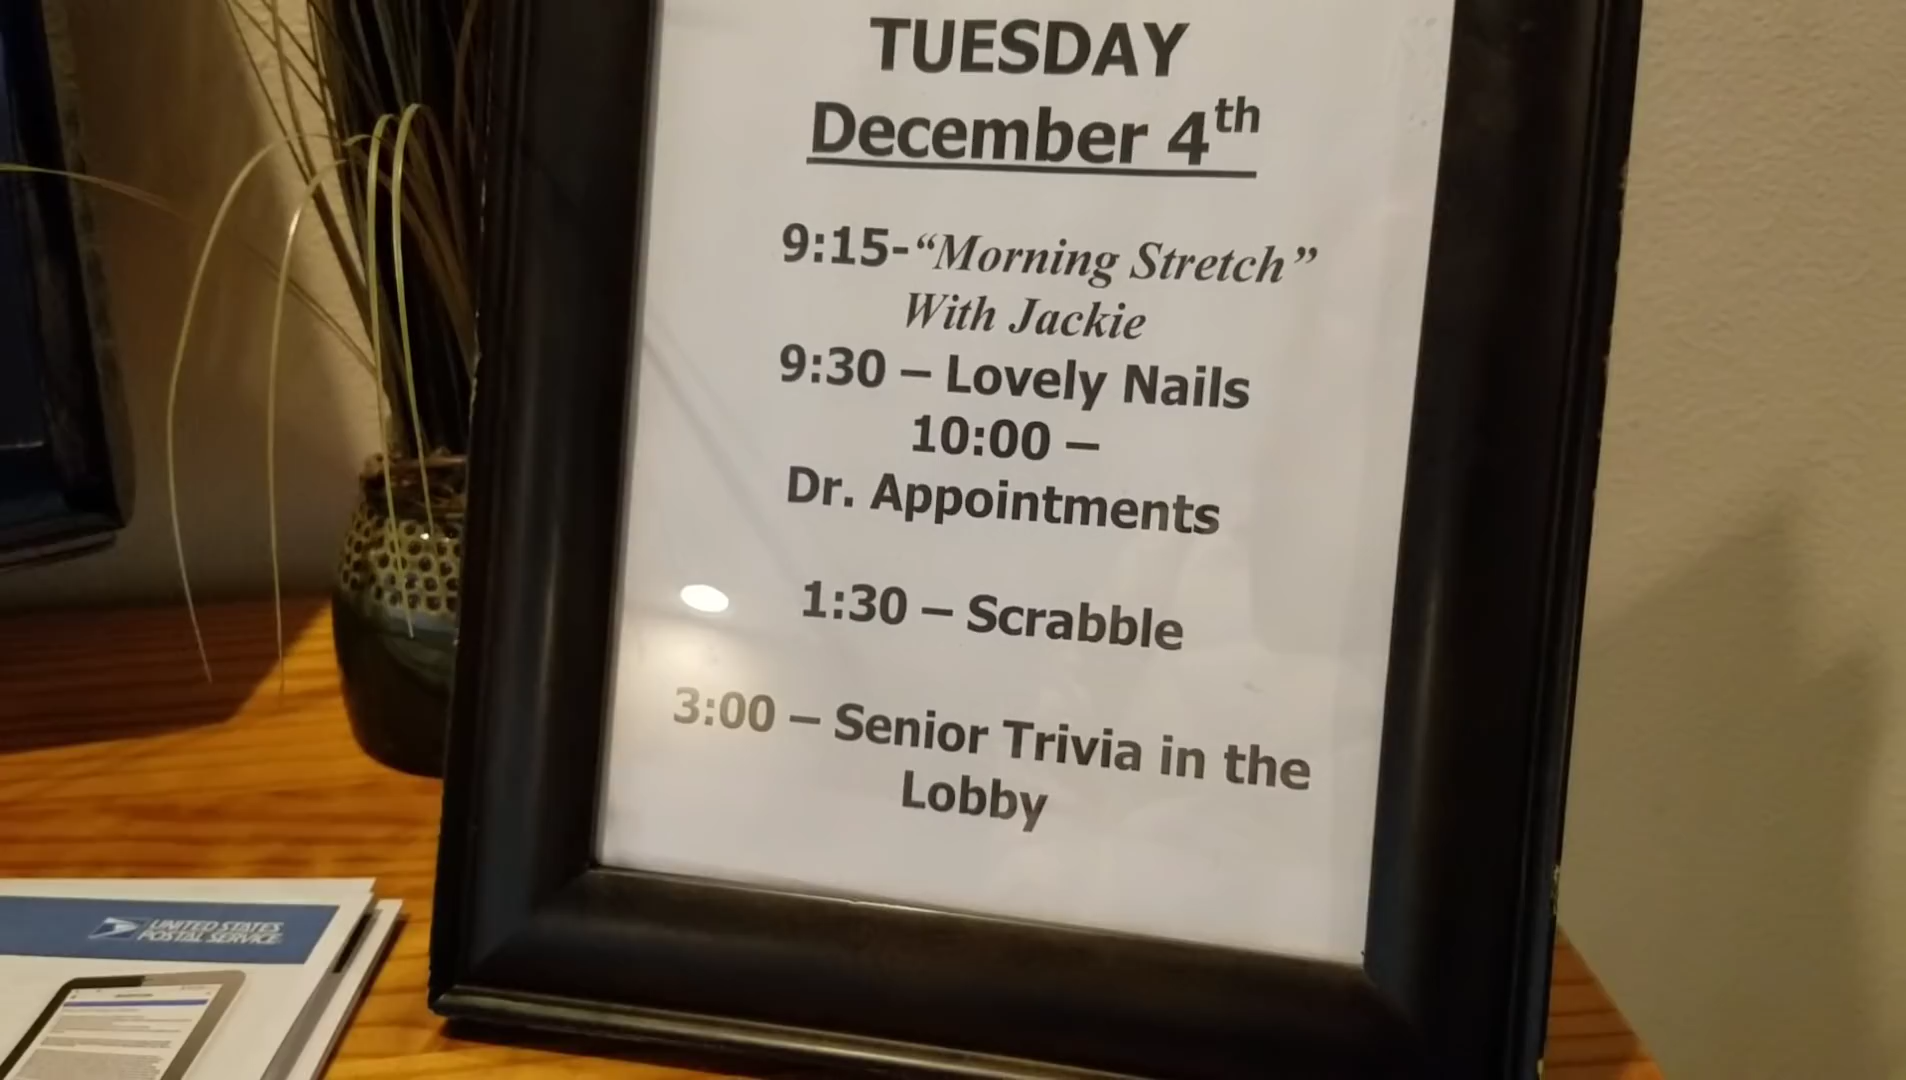 TUESDAY
December 4th
9:15-“Morning Stretch”
With Jackie
9:30 – Lovely Nails
10:00 –
Dr. Appointments
1:30 – Scrabble
3:00 – Senior Trivia in the
Lobby
UNITED STATES
POSTAL SERVICE